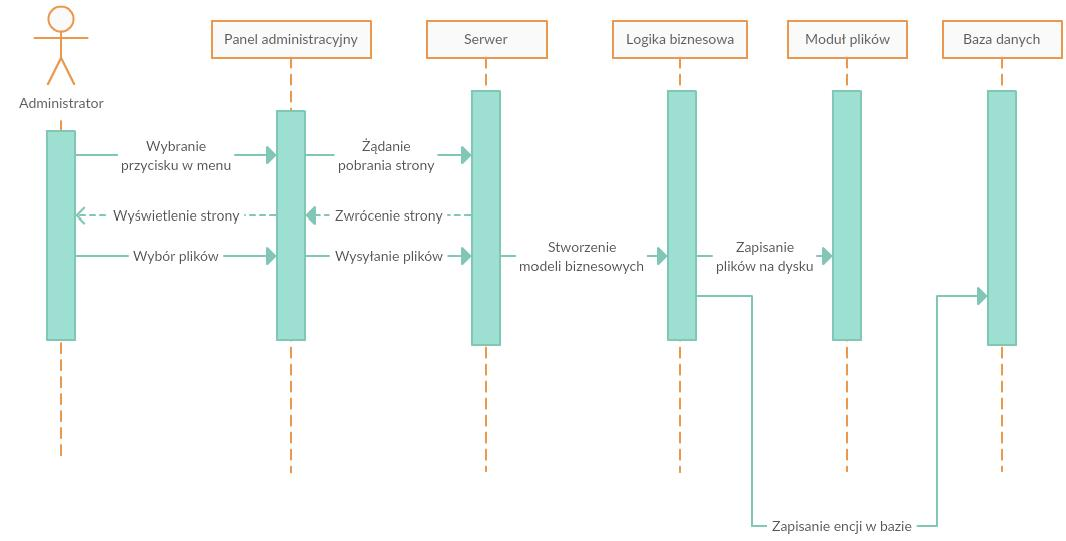 Panel administracyjny
Serwer
Logika biznesowa
Moduł plików
Baza danych
Administrator
Wybranie
przycisku w menu
Żądanie
pobrania strony
Wyświetlenie strony
Zwrócenie strony
Wybór plików
Wysyłanie plików
Stworzenie
modeli biznesowych
Zapisanie
plików na dysku
Zapisanie encji w bazie